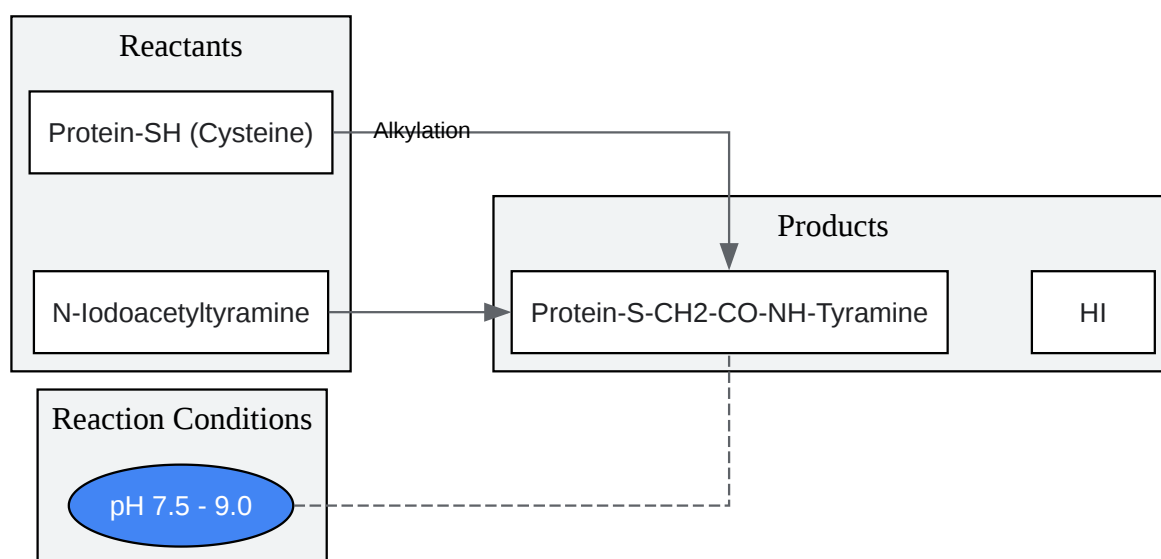 Reactants
Protein-SH (Cysteine)
Alkylation
Products
N-Iodoacetyltyramine
Protein-S-CH2-CO-NH-Tyramine
HI
Reaction Conditions
pH 7.5 - 9.0